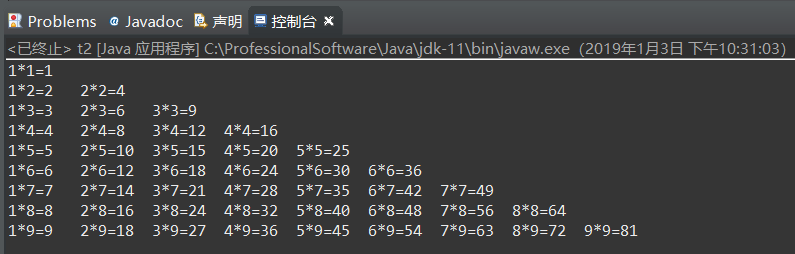 Problems @ Javadoc 声明 控制台
<已终止> t2 [Java 应用程序] C:\ProfessionalSoftware\Java\jdk-11\bin\javaw.exe（2019年1月3日 下午10:31:03）
1*1=1
1*2=2 2*2=4
1*3=3 2*3=6 3*3=9
1*4=4 2*4=8 3*4=12 4*4=16
1*5=5 2*5=10 3*5=15 4*5=20 5*5=25
1*6=6 2*6=12 3*6=18 4*6=24 5*6=30 6*6=36
1*7=7 2*7=14 3*7=21 4*7=28 5*7=35 6*7=42 7*7=49
1*8=8 2*8=16 3*8=24 4*8=32 5*8=40 6*8=48 7*8=56 8*8=64
1*9=9 2*9=18 3*9=27 4*9=36 5*9=45 6*9=54 7*9=63 8*9=72 9*9=81